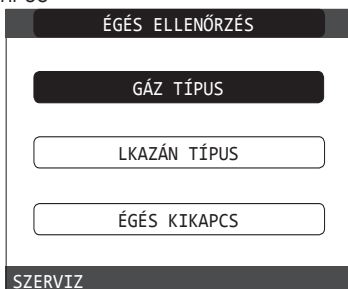 ÉGÉS ELLENŐRZÉS
GÁZ TÍPUS
LKAZÁN TÍPUS
ÉGÉS KIKAPCS
SZERVIZ